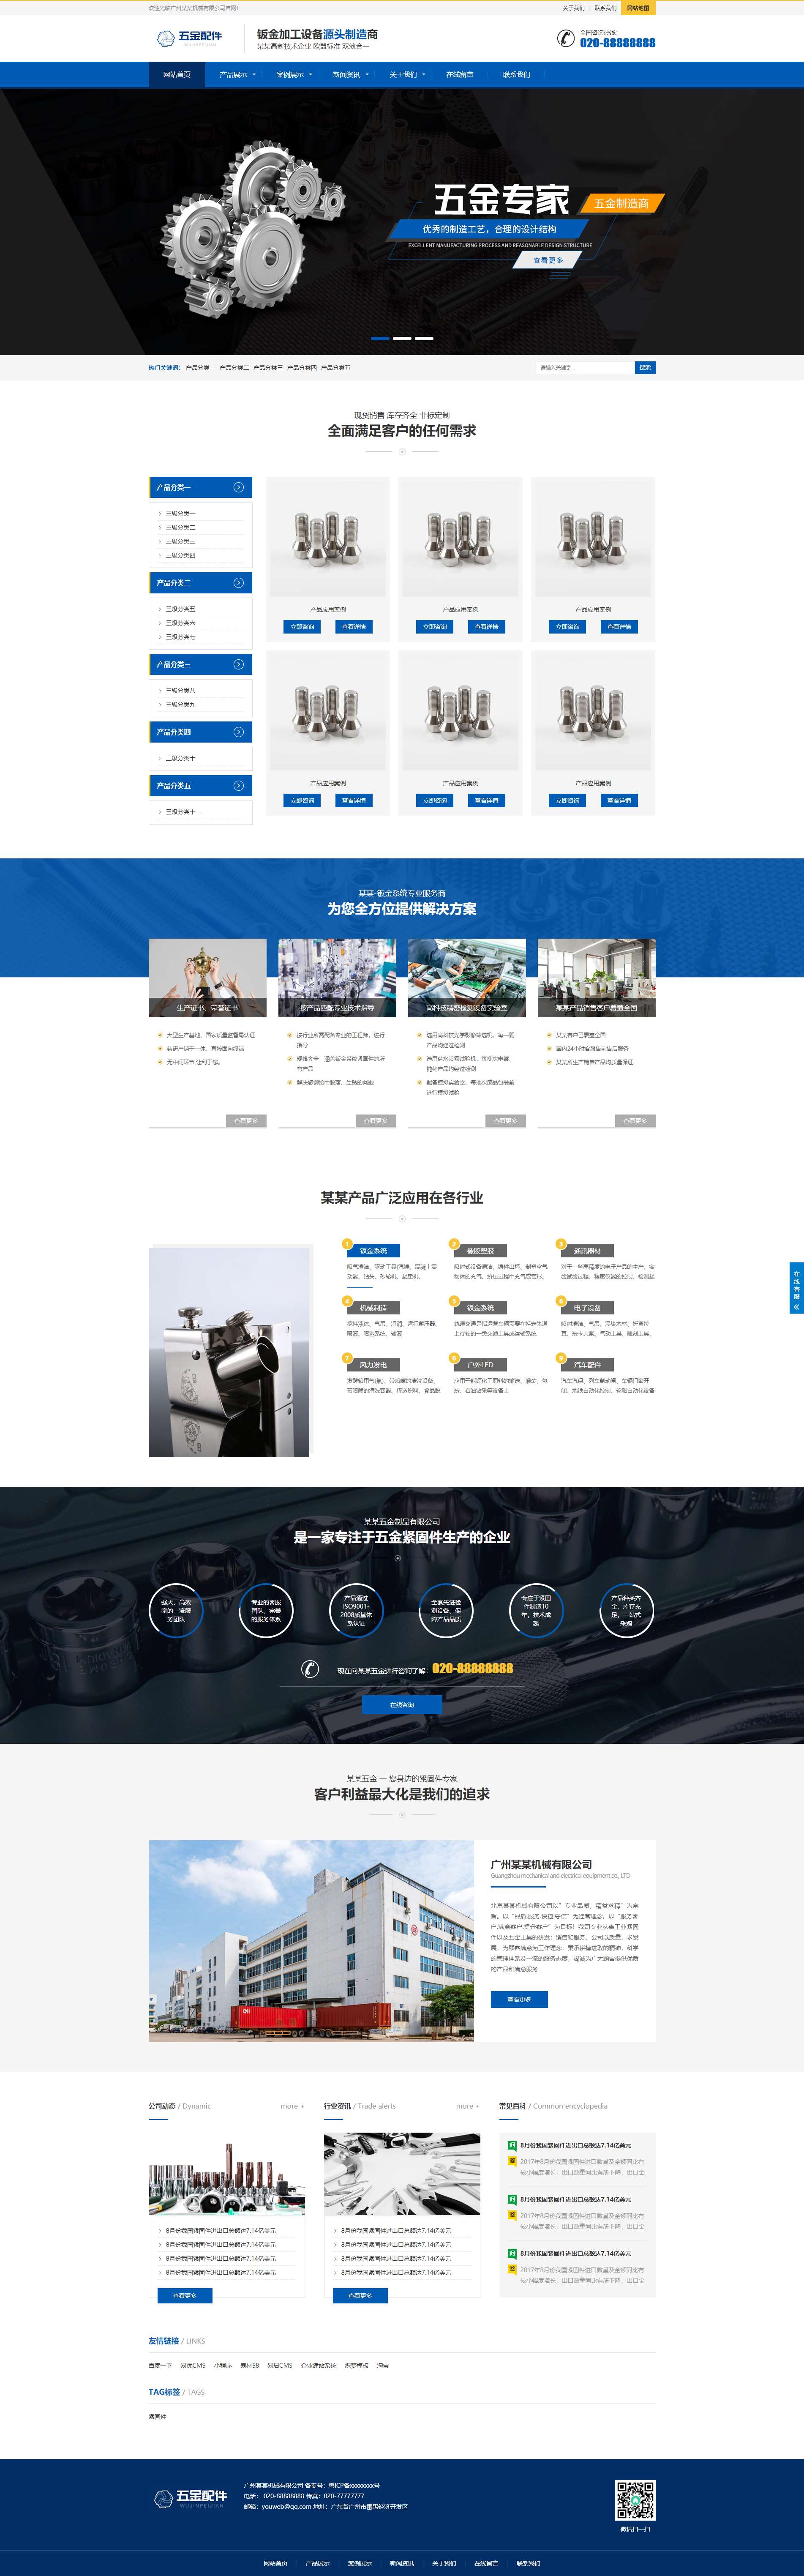 欢迎光临广州某某机械有限公司官网!
关于我们 | 联系我们 网站地图
五金配件
WUJINPEIJIAN
钣金加工设备源头制造商
某某高新技术企业 欧盟标准 双效合一
全国咨询热线:
020-88888888
网站首页 产品展示 案例展示 新闻资讯 关于我们 在线留言 联系我们
五金专家
五金制造商
优秀的制造工艺，合理的设计结构
EXCELLENT MANUFACTURING PROCESS AND REASONABLE DESIGN STRUCTURE
查看更多
热门关键词: 产品分类一 产品分类二 产品分类三 产品分类四 产品分类五
请输入关键字... 搜索
现货销售 库存齐全 非标定制
全面满足客户的任何需求
产品分类一
三级分类一
三级分类二
三级分类三
三级分类四
产品分类二
三级分类五
三级分类六
三级分类七
产品分类三
三级分类八
三级分类九
产品分类四
三级分类十
产品分类五
三级分类十一
产品应用案例 产品应用案例 产品应用案例
立即咨询 查看详情 立即咨询 查看详情 立即咨询 查看详情
产品应用案例 产品应用案例 产品应用案例
立即咨询 查看详情 立即咨询 查看详情 立即咨询 查看详情
某某-钣金系统专业服务商
为您全方位提供解决方案
生产证书、荣誉证书
大型生产基地、国家质量监督局认证
集研产销于一体、直接面向终端
无中间环节,让利于您。
查看更多
按产品匹配专业技术指导
按行业所需配备专业的工程师、进行
指导
规格齐全、涵盖钣金系统紧固件的所
有产品
解决您铆接中脱落、生锈的问题
查看更多
高科技精密检测设备实验室
选用高科技光学影像筛选机、每一颗
产品均经过检测
选用盐水喷雾试验机、每批次电建、
钝化产品均经过检测
配备模拟实验室、每批次成品包装前
进行模拟试验
查看更多
某某产品销售客户覆盖全国
某某客户已覆盖全国
国内24小时客服售前售后服务
某某所生产销售产品均质量保证
查看更多
某某产品广泛应用在各行业
1 钣金系统
喷气清洁、驱动工具(汽锤、混凝土震
动器、钻头、砂轮机、起重机、
2 橡胶塑胶
喷射式设备清洁、铸件出坯、制塑空气
物体的充气、挤压过程中充气成管形、
3 通讯器材
对于一些高精度的电子产品的生产、实
验试验过程、精密仪器的控制、检测起
4 机械制造
搅拌液体、气吊、湿润、运行蓄压器、
喷液、喷洒系统、输液
5 钣金系统
轨道交通是指运营车辆需要在特定轨道
上行驶的一类交通工具或运输系统
6 电子设备
喷射清洁、气吊、浸染木材、折弯拉
直、装卡夹紧、气动工具、雕刻工具、
7 风力发电
发酵箱用气(氧)、带喷嘴的清洗设备、
带喷嘴的清洗容器、传送原料、食品脱
8 户外LED
应用于能源化工原料的输送、灌装、包
装、石油钻采等设备上
汽车配件
汽车汽保、列车制动闸、车辆门窗开
闭、地铁自动化控制、轮船自动化设备
在线客服
某某五金制品有限公司
是一家专注于五金紧固件生产的企业
强大、高效
率的一流服
务团队
专业的客服
团队，完善
的服务体系
产品通过
ISO9001-
2008质量体
系认证
全套先进检
测设备、保
障产品品质
专注于紧固
件制造10
年，技术成
熟
产品种类齐
全、库存充
足，一站式
采购
现在向某某五金进行咨询了解: 020-88888888
在线咨询
某某五金 一 您身边的紧固件专家
客户利益最大化是我们的追求
广州某某机械有限公司
Guangzhou mechanical and electrical equipment co., LTD
北京某某机械有限公司以”专业品质，精益求精”为宗
旨。以“品质.服务.快捷.守信”为经营理念。以“服务客
户,满意客户,提升客户”为目标！我司专业从事工业紧固
件以及五金工具的研发；销售和服务。公司以质量、求发
展，为顾客满意为工作理念。秉承拼搏进取的精神、科学
的管理体系及一流的服务态度，竭诚为广大顾客提供优质
的产品和满意服务
查看更多
公司动态 / Dynamic more +
8月份我国紧固件进出口总额达7.14亿美元
8月份我国紧固件进出口总额达7.14亿美元
8月份我国紧固件进出口总额达7.14亿美元
8月份我国紧固件进出口总额达7.14亿美元
查看更多
行业资讯 / Trade alerts more +
8月份我国紧固件进出口总额达7.14亿美元
8月份我国紧固件进出口总额达7.14亿美元
8月份我国紧固件进出口总额达7.14亿美元
8月份我国紧固件进出口总额达7.14亿美元
查看更多
常见百科 / Common encyclopedia
问 8月份我国紧固件进出口总额达7.14亿美元
答 2017年8月份我国紧固件进口数量及金额同比有
较小幅度增长、出口数量同比有所下降、出口金
问 8月份我国紧固件进出口总额达7.14亿美元
答 2017年8月份我国紧固件进口数量及金额同比有
较小幅度增长、出口数量同比有所下降、出口金
问 8月份我国紧固件进出口总额达7.14亿美元
答 2017年8月份我国紧固件进口数量及金额同比有
较小幅度增长、出口数量同比有所下降、出口金
友情链接 / LINKS
百度一下 易优CMS 小程序 素材58 易居CMS 企业建站系统 织梦模板 淘宝
TAG标签 / TAGS
紧固件
五金配件
WUJINPEIJIAN
广州某某机械有限公司 备案号：粤ICP备xxxxxxxx号
电话： 020-88888888 传真：020-77777777
邮箱：youweb@qq.com 地址：广东省广州市番禺经济开发区
微信扫一扫
网站首页 产品展示 案例展示 新闻资讯 关于我们 在线留言 联系我们